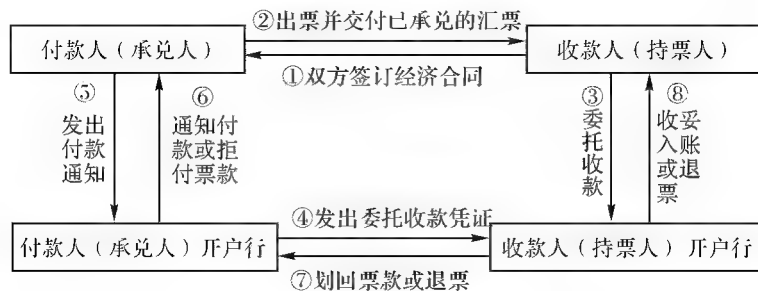 ②出票并交付已承兑的汇票
付款人（承兑人）
收款人（持票人）
①双方签订经济合同
⑤
发出
付款
通知
⑥
通知付
款或拒
付票款
③
委
托
收
款
⑧
收妥
入账
或退
票
④发出委托收款凭证
付款人（承兑人）开户行
收款人（持票人）开户行
⑦划回票款或退票